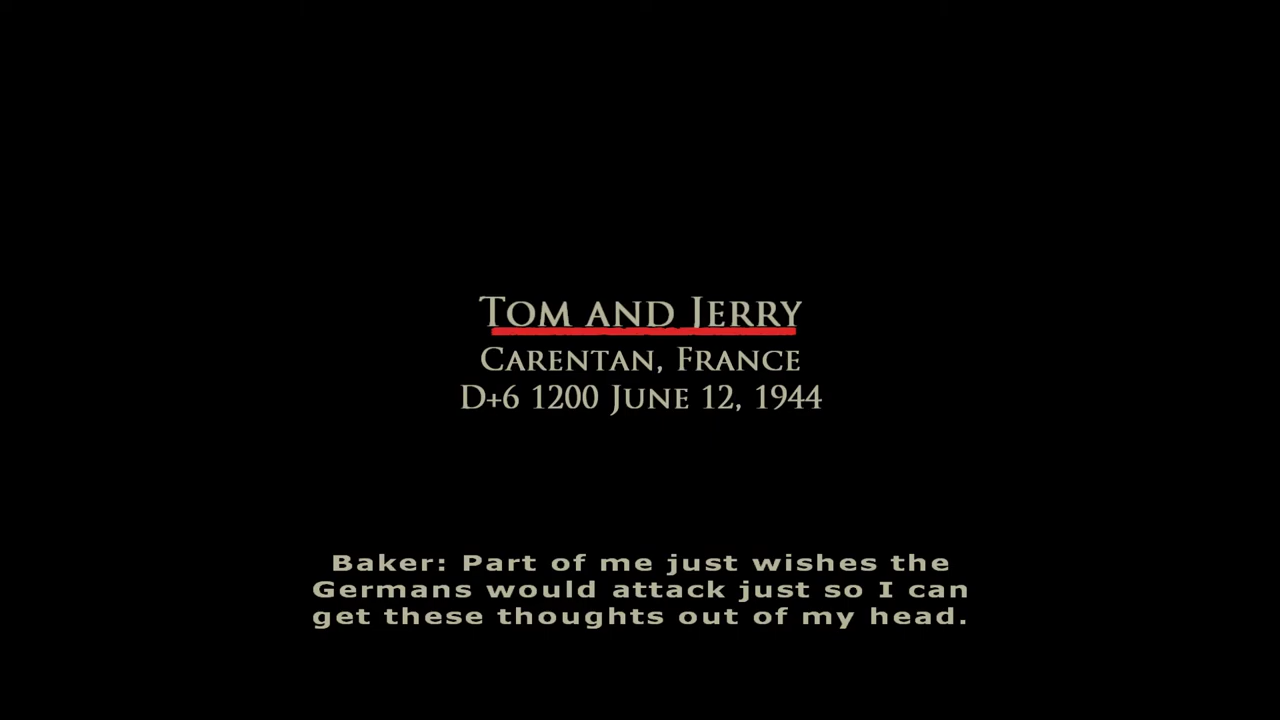 Tom and Jerry
Carentan, France
D+6 1200 June 12, 1944
Baker: Part of me just wishes the
Germans would attack just so I can
get these thoughts out of my head.